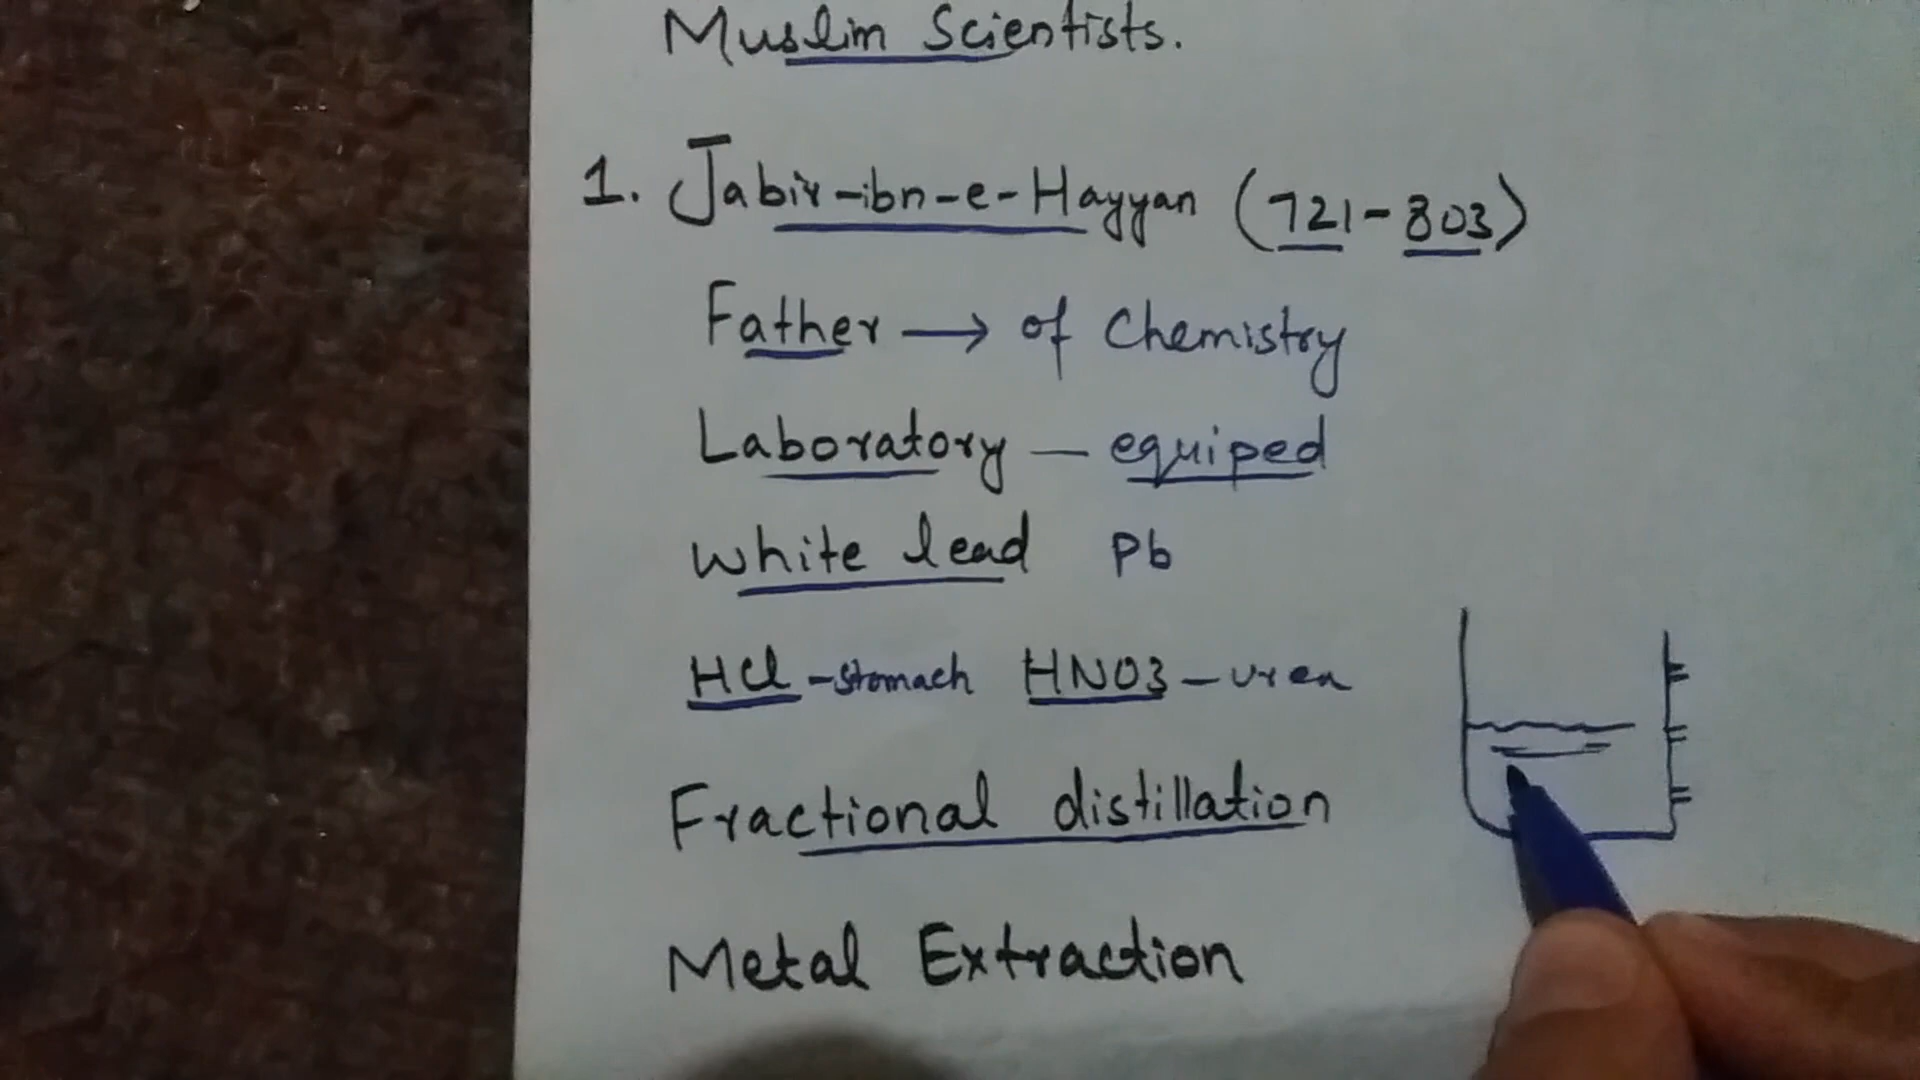 Muslim Scientists.
1. Jabir-ibn-e-Hayyan (721-803)
Father → of Chemistry
Laboratory — equiped
White lead Pb
HCl - stomach HNO3 - urea
Fractional distillation
Metal Extraction